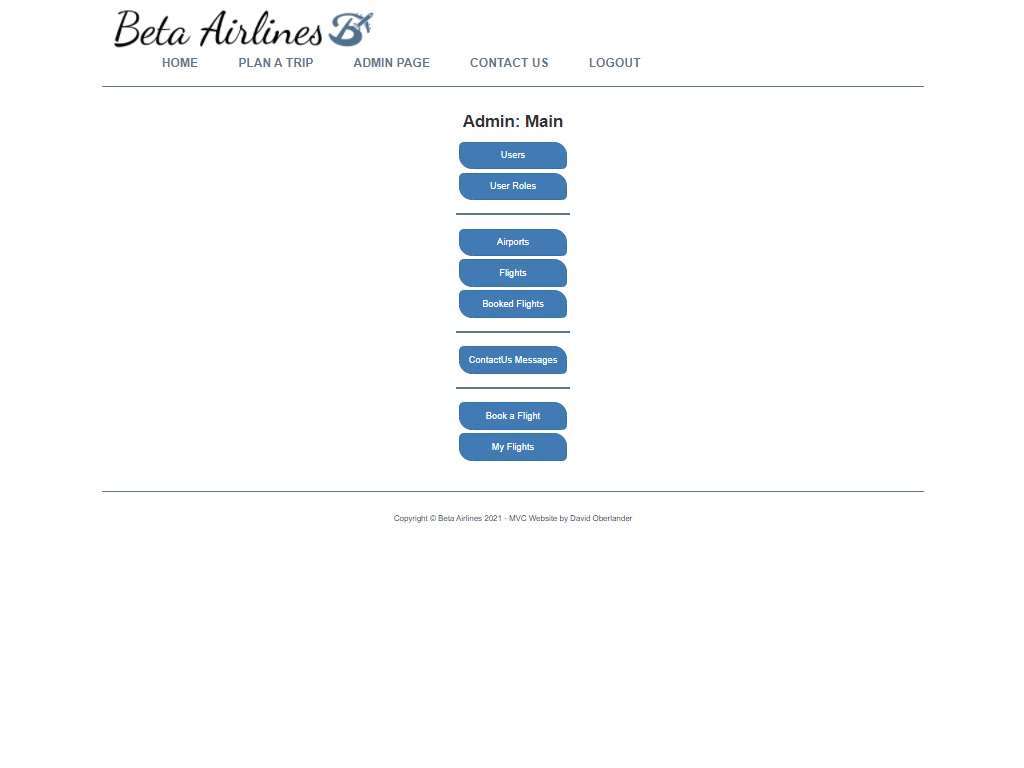 Beta Airlines
HOME PLAN A TRIP ADMIN PAGE CONTACT US LOGOUT
Admin: Main
Users
User Roles
Airports
Flights
Booked Flights
ContactUs Messages
Book a Flight
My Flights
Copyright © Beta Airlines 2021 - MVC Website by David Oberlander